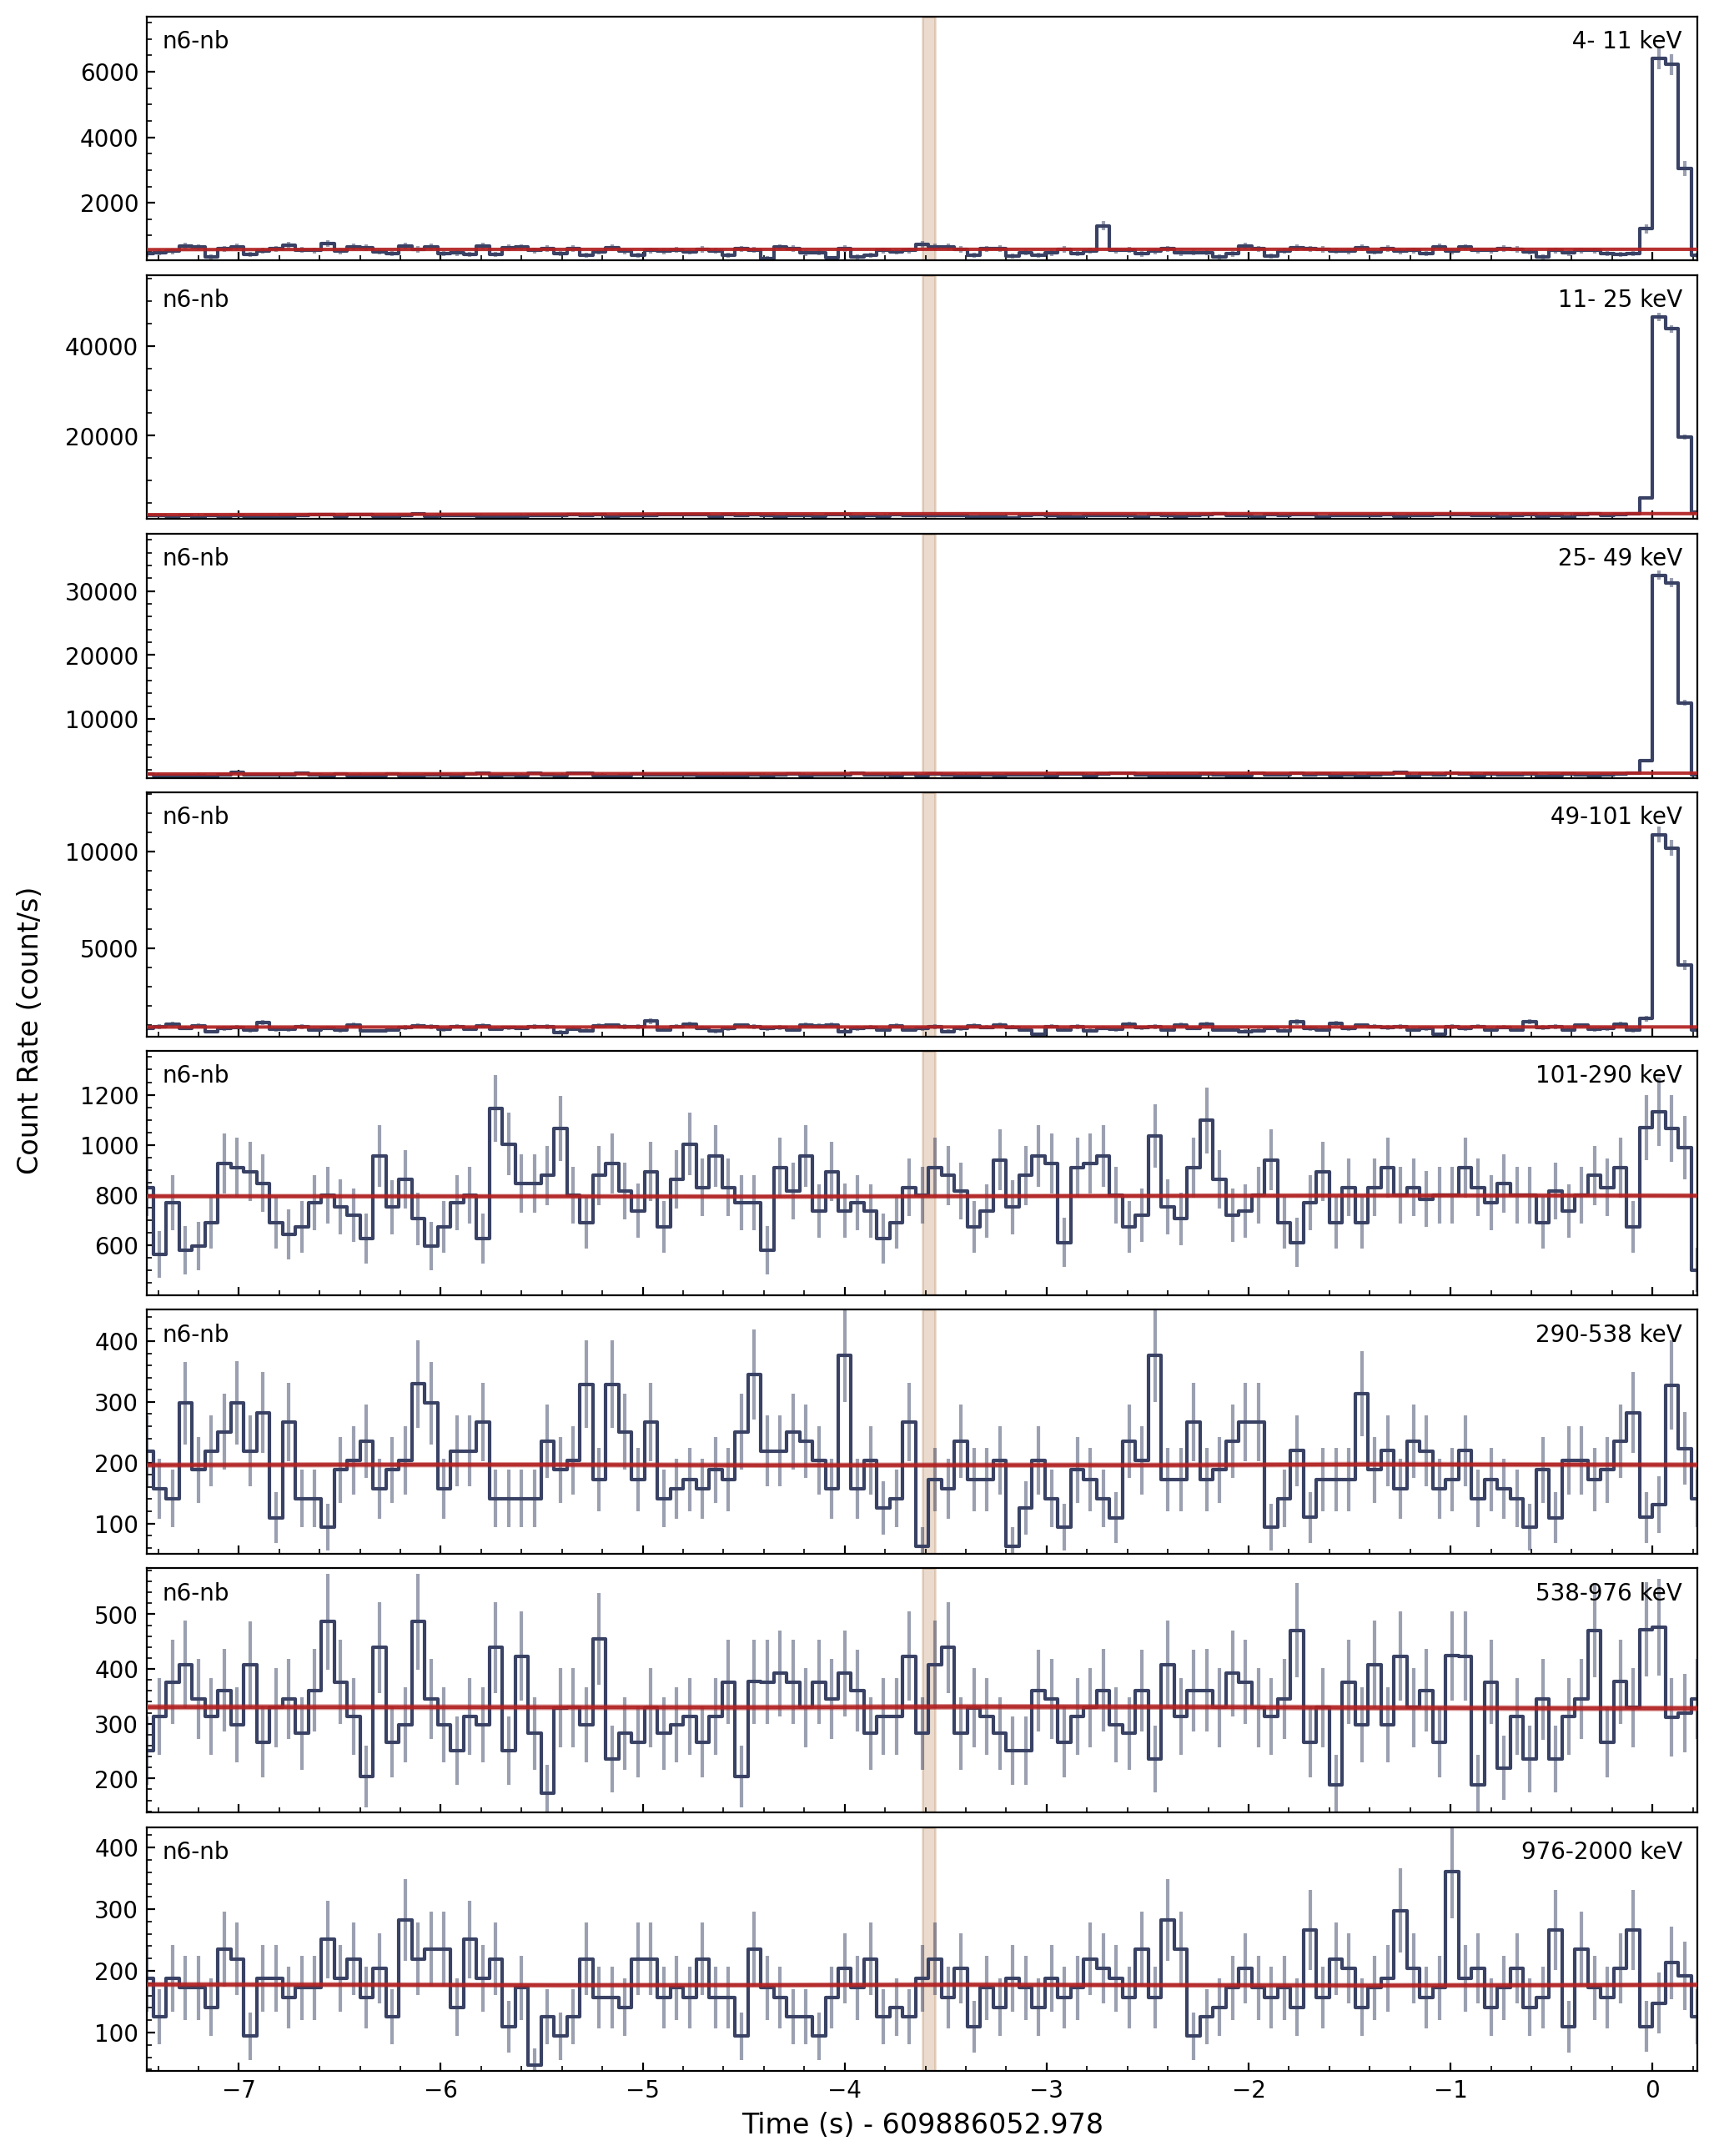 n6-nb 4- 11 keV
6000
4000
2000
n6-nb 11- 25 keV
40000
20000
n6-nb 25- 49 keV
30000
20000
10000
n6-nb 49-101 keV
10000
5000
n6-nb 101-290 keV
1200
1000
800
600
n6-nb 290-538 keV
400
300
200
100
n6-nb 538-976 keV
500
400
300
200
n6-nb 976-2000 keV
400
300
200
100
−7 −6 −5 −4 −3 −2 −1 0
Time (s) - 609886052.978
Count Rate (count/s)